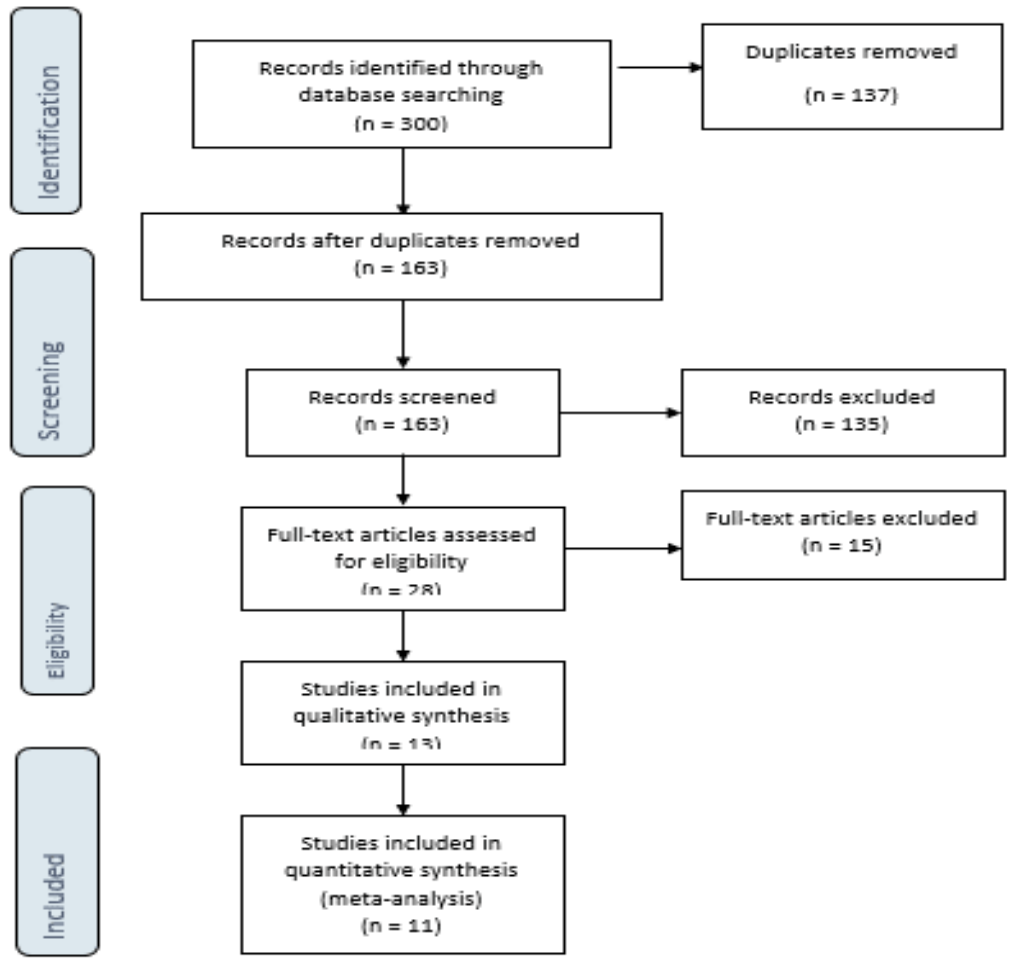 Identification
Records identified through
database searching
(n = 300)
Duplicates removed
(n = 137)
Records after duplicates removed
(n = 163)
Screening
Records screened
(n = 163)
Records excluded
(n = 135)
Eligibility
Full-text articles assessed
for eligibility
(n = 28)
Full-text articles excluded
(n = 15)
Studies included in
qualitative synthesis
(n = 13)
Included
Studies included in
quantitative synthesis
(meta-analysis)
(n = 11)